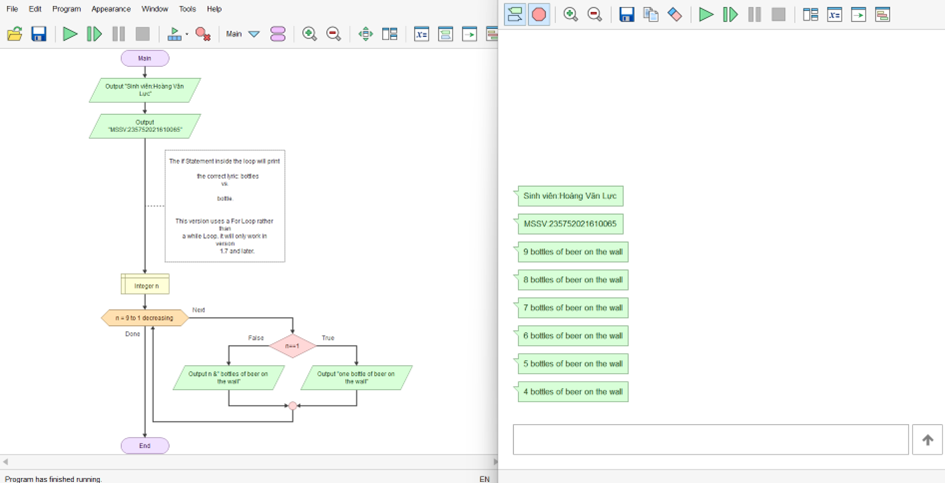 File Edit Program Appearance Window Tools Help
Main
Main
Output "Sinh viên:Hoàng Văn
Lực"
Output
"MSSV:235752021610065"
The If Statement inside the loop will print
the correct lyric: bottles
vs
bottle.
This version uses a For Loop rather
than
a while Loop. It will only work in
version
1.7 and later.
Integer n
n = 9 to 1 decreasing
Next
Done
False
True
n==1
Output n &" bottles of beer on
the wall"
Output "one bottle of beer on
the wall"
End
Program has finished running.
EN
Sinh viên:Hoàng Văn Lực
MSSV:235752021610065
9 bottles of beer on the wall
8 bottles of beer on the wall
7 bottles of beer on the wall
6 bottles of beer on the wall
5 bottles of beer on the wall
4 bottles of beer on the wall